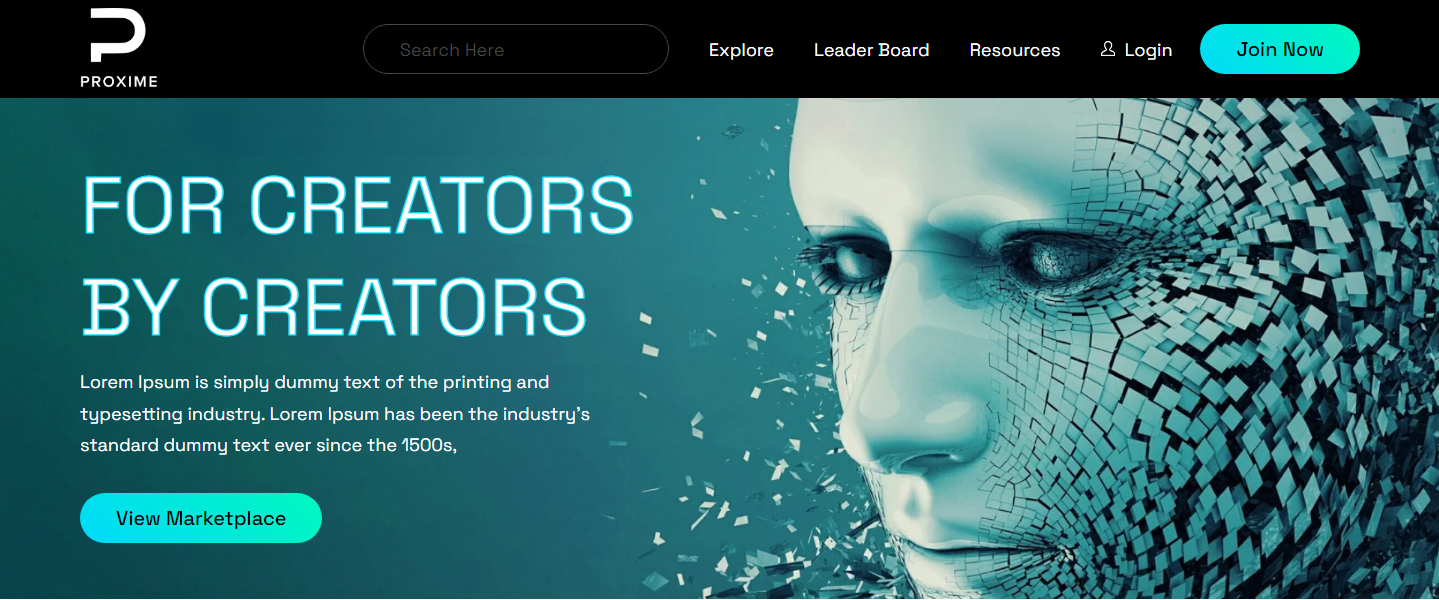 PROXIME
Search Here
Explore
Leader Board
Resources
Login
Join Now
FOR CREATORS
BY CREATORS
Lorem Ipsum is simply dummy text of the printing and
typesetting industry. Lorem Ipsum has been the industry's
standard dummy text ever since the 1500s,
View Marketplace